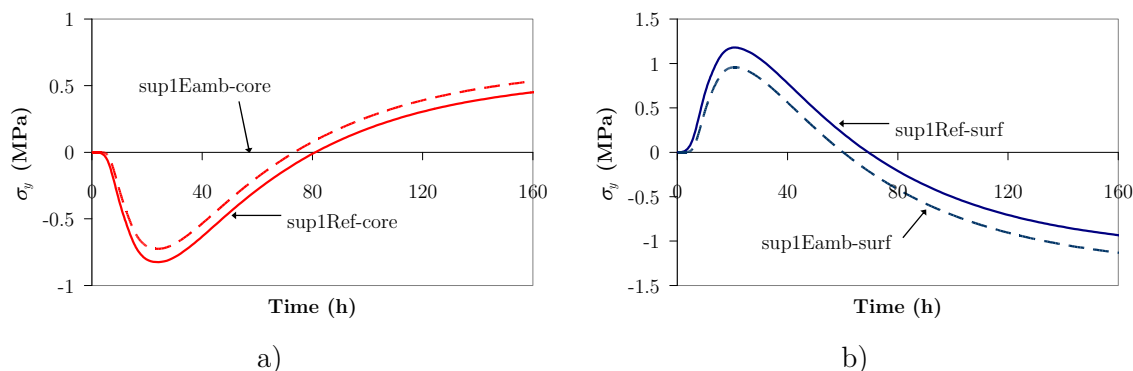 1
0.5
0
-0.5
-1
0
40
80
120
160
σy (MPa)
Time (h)
sup1Eamb-core
sup1Ref-core
a)
1.5
1
0.5
0
-0.5
-1
-1.5
0
40
80
120
160
σy (MPa)
Time (h)
sup1Ref-surf
sup1Eamb-surf
b)